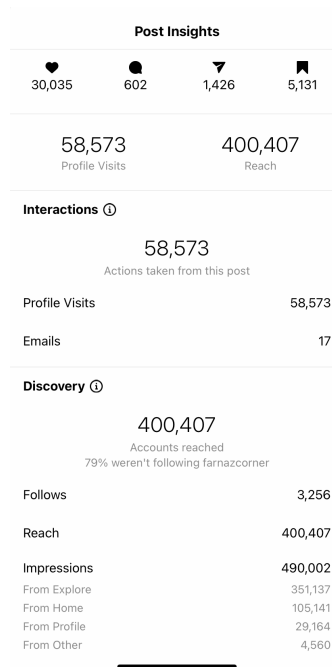 Post Insights
30,035 602 1,426 5,131
58,573 400,407
Profile Visits Reach
Interactions
58,573
Actions taken from this post
Profile Visits 58,573
Emails 17
Discovery
400,407
Accounts reached
79% weren't following farnazcorner
Follows 3,256
Reach 400,407
Impressions 490,002
From Explore 351,137
From Home 105,141
From Profile 29,164
From Other 4,560